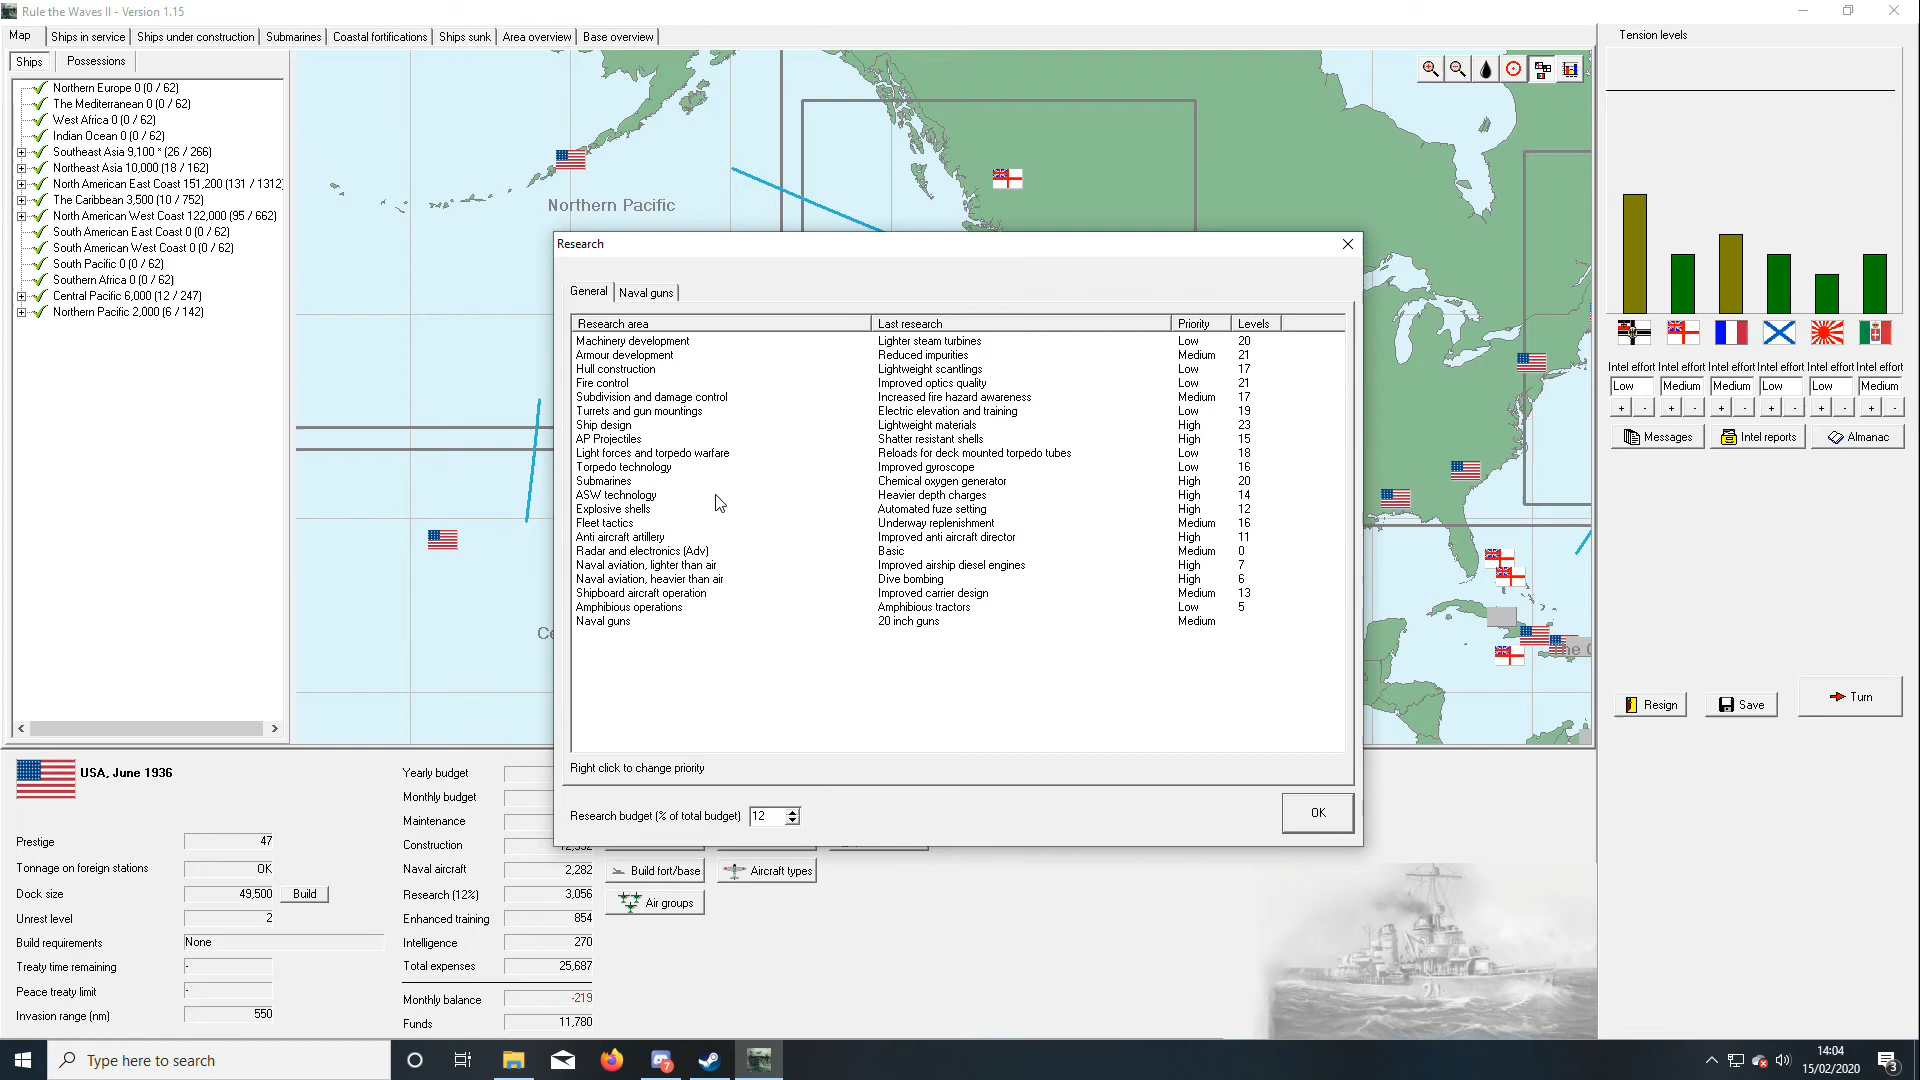 Rule the Waves II - Version 1.15
Map
Ships in service
Ships under construction
Submarines
Coastal fortifications
Ships sunk
Area overview
Base overview
Ships
Possessions
Northern Europe 0 (0 / 62)
The Mediterranean 0 (0 / 62)
West Africa 0 (0 / 62)
Indian Ocean 0 (0 / 62)
Southeast Asia 9,100 * (26 / 266)
Northeast Asia 10,000 (18 / 162)
North American East Coast 151,200 (131 / 1312)
The Caribbean 3,500 (10 / 752)
North American West Coast 122,000 (95 / 662)
South American East Coast 0 (0 / 62)
South American West Coast 0 (0 / 62)
South Pacific 0 (0 / 62)
Southern Africa 0 (0 / 62)
Central Pacific 6,000 (12 / 247)
Northern Pacific 2,000 (6 / 142)
Northern Pacific
Research
General
Naval guns
Research area Last research Priority Levels
Machinery development Lighter steam turbines Low 20
Armour development Reduced impurities Medium 21
Hull construction Lightweight scantlings Low 17
Fire control Improved optics quality Low 21
Subdivision and damage control Increased fire hazard awareness Medium 17
Turrets and gun mountings Electric elevation and training Low 19
Ship design Lightweight materials High 23
AP Projectiles Shatter resistant shells High 15
Light forces and torpedo warfare Reloads for deck mounted torpedo tubes Low 18
Torpedo technology Improved gyroscope Low 16
Submarines Chemical oxygen generator High 20
ASW technology Heavier depth charges High 14
Explosive shells Automated fuze setting High 12
Fleet tactics Underway replenishment Medium 16
Anti aircraft artillery Improved anti aircraft director High 11
Radar and electronics (Adv) Basic Medium 0
Naval aviation, lighter than air Improved airship diesel engines High 7
Naval aviation, heavier than air Dive bombing High 6
Shipboard aircraft operation Improved carrier design Medium 13
Amphibious operations Amphibious tractors Low 5
Naval guns 20 inch guns Medium
Right click to change priority
Research budget (% of total budget) 12
OK
Ce
he C
Tension levels
Intel effort Intel effort Intel effort Intel effort Intel effort Intel effort
Low Medium Medium Low Low Medium
+ - + - + - + - + - + -
Messages
Intel reports
Almanac
Resign
Save
Turn
USA, June 1936
Prestige 47
Tonnage on foreign stations OK
Dock size 49,500 Build
Unrest level 2
Build requirements None
Treaty time remaining -
Peace treaty limit -
Invasion range (nm) 550
Yearly budget
Monthly budget
Maintenance
Construction
Naval aircraft 2,282
Research (12%) 3,056
Enhanced training 854
Intelligence 270
Total expenses 25,687
Monthly balance -219
Funds 11,780
Build fort/base
Aircraft types
Air groups
Type here to search
7
14:04
15/02/2020
3